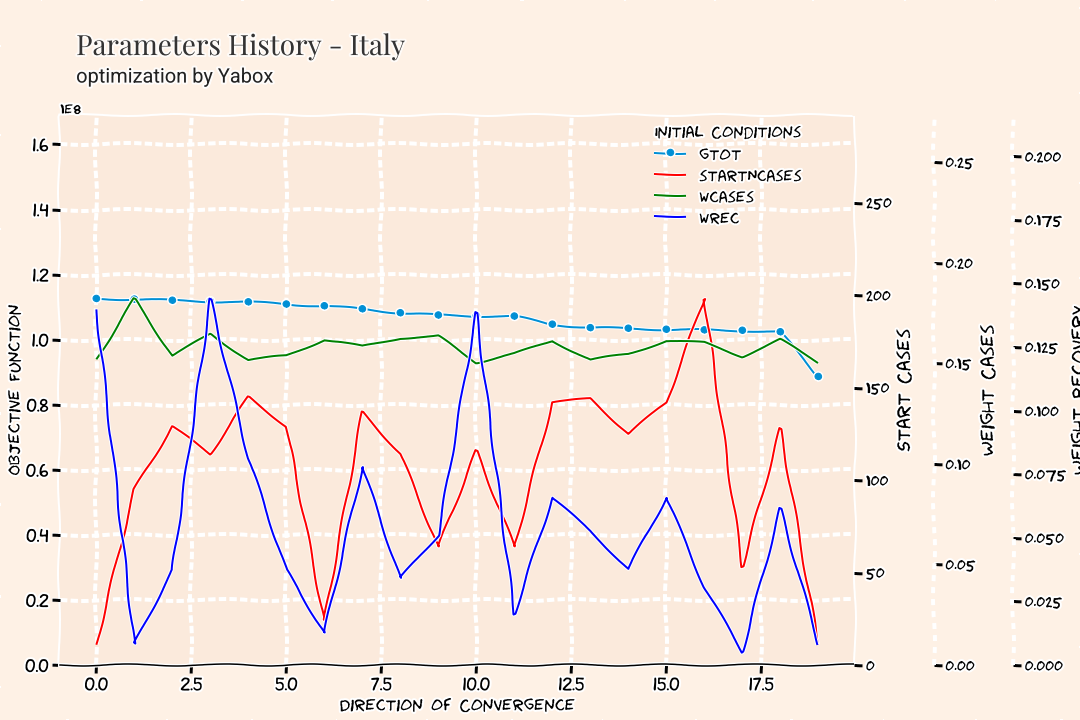 Parameters History - Italy
optimization by Yabox
1E8
INITIAL CONDITIONS
GTOT
STARTNCASES
WCASES
WREC
OBJECTIVE FUNCTION
1.6
1.4
1.2
1.0
0.8
0.6
0.4
0.2
0.0
0.0 2.5 5.0 7.5 10.0 12.5 15.0 17.5
DIRECTION OF CONVERGENCE
250
200
150
100
50
0
START CASES
0.25
0.20
0.15
0.10
0.05
0.00
WEIGHT CASES
0.200
0.175
0.150
0.125
0.100
0.075
0.050
0.025
0.000
WEIGHT RECOVERY